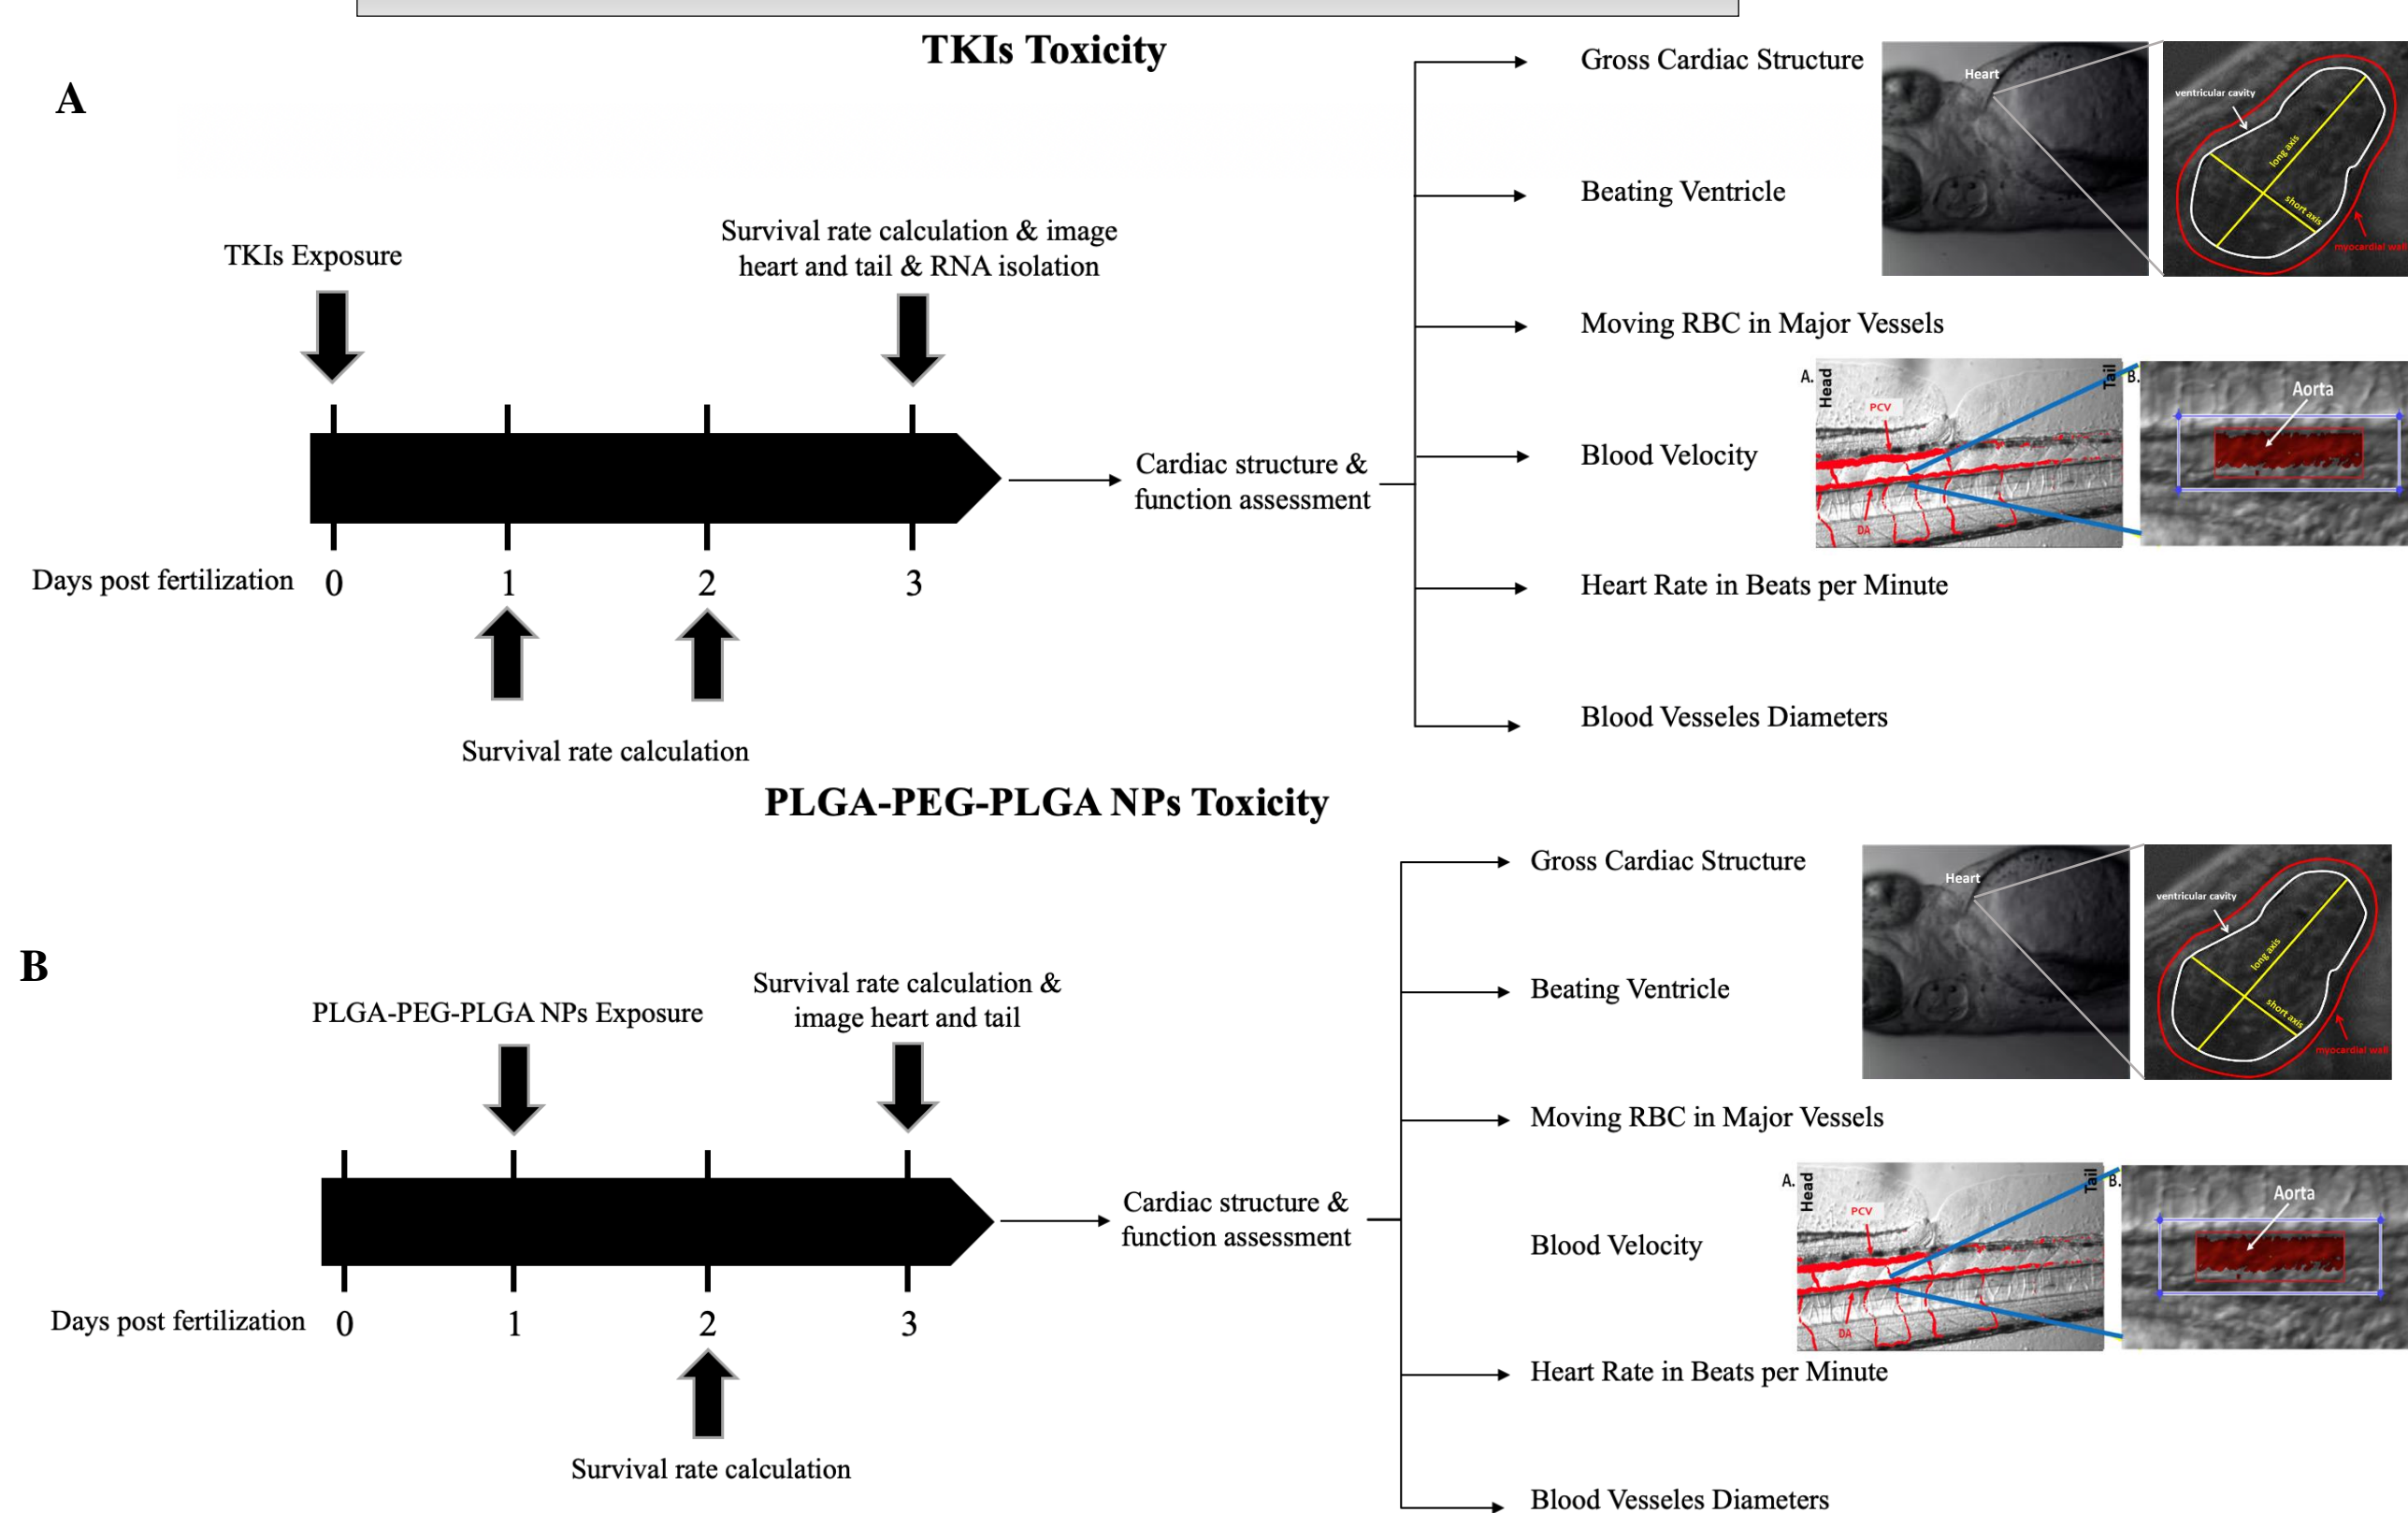 TKIs Toxicity
A
TKIs Exposure
Survival rate calculation & image
heart and tail & RNA isolation
Days post fertilization
0
1
2
3
Survival rate calculation
Cardiac structure &
function assessment
Gross Cardiac Structure
Beating Ventricle
Moving RBC in Major Vessels
Blood Velocity
Heart Rate in Beats per Minute
Blood Vesseles Diameters
Heart
ventricular cavity
long axis
short axis
myocardial wall
A.
Head
Tail
PCV
DA
B.
Aorta
PLGA-PEG-PLGA NPs Toxicity
B
PLGA-PEG-PLGA NPs Exposure
Survival rate calculation &
image heart and tail
Days post fertilization
0
1
2
3
Survival rate calculation
Cardiac structure &
function assessment
Gross Cardiac Structure
Beating Ventricle
Moving RBC in Major Vessels
Blood Velocity
Heart Rate in Beats per Minute
Blood Vesseles Diameters
Heart
ventricular cavity
long axis
short axis
myocardial wall
A.
Head
Tail
PCV
DA
B.
Aorta